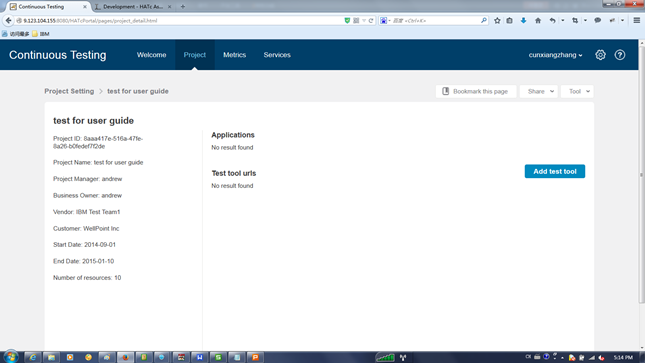 Continuous Testing
Development - HATc As...
9.123.104.155:8080/HATcPortal/pages/project_detail.html
百度 <Ctrl+K>
访问最多
IBM
Continuous Testing
Welcome
Project
Metrics
Services
cunxiangzhang
Project Setting > test for user guide
Bookmark this page
Share
Tool
test for user guide
Project ID: 8aaa417e-516a-47fe-
8a26-b0fedef7f2de
Project Name: test for user guide
Project Manager: andrew
Business Owner: andrew
Vendor: IBM Test Team1
Customer: WellPoint Inc
Start Date: 2014-09-01
End Date: 2015-01-10
Number of resources: 10
Applications
No result found
Test tool urls
Add test tool
No result found
CH
5:14 PM